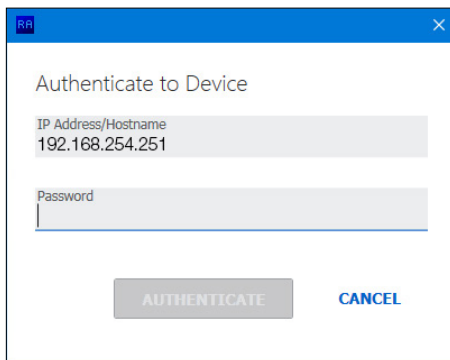 RA
Authenticate to Device
IP Address/Hostname
192.168.254.251
Password
AUTHENTICATE CANCEL